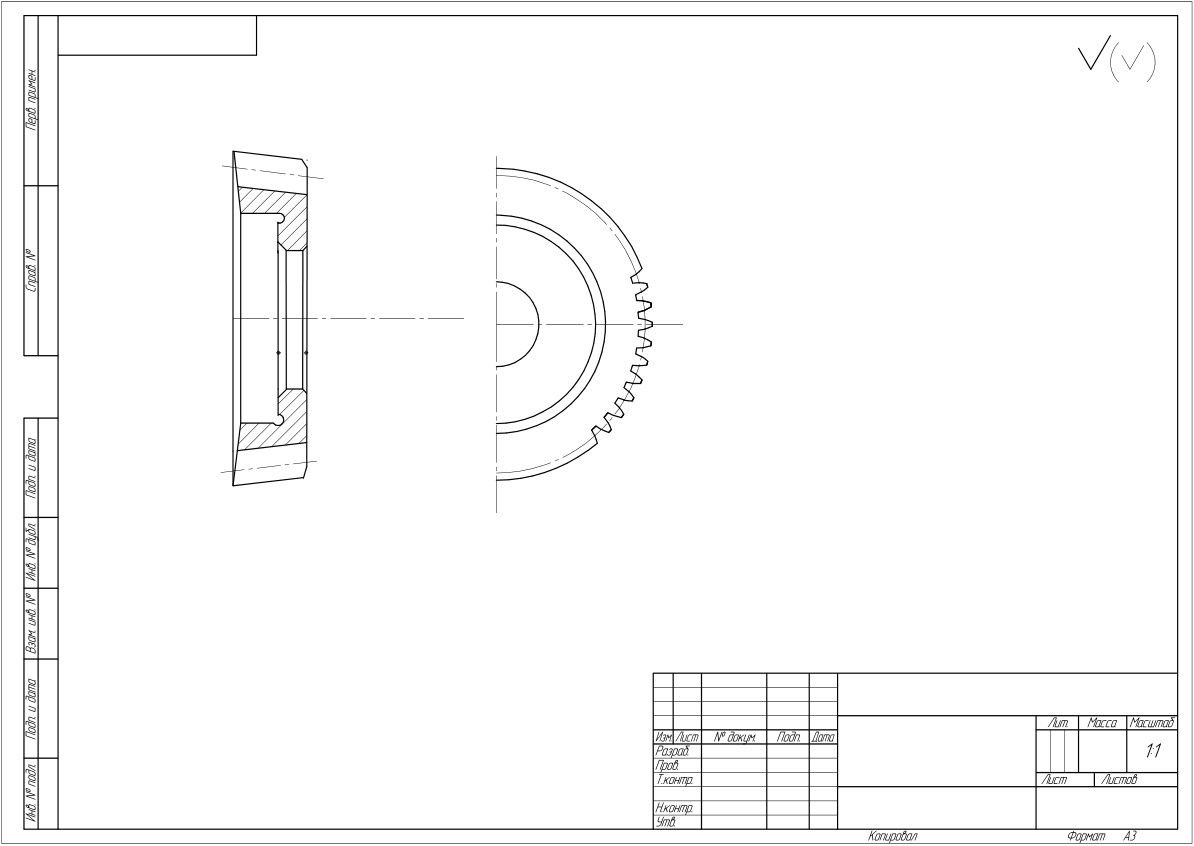 Перв. примен.
Справ. №
Подп. и дата
Инв. № дубл.
Взам. инв. №
Подп. и дата
Инв. № подл.
Лит. Масса Масштаб
Изм. Лист № докум. Подп. Дата
Разраб.
1:1
Пров.
Т.контр. Лист Листов
Н.контр.
Утв.
Копировал Формат А3